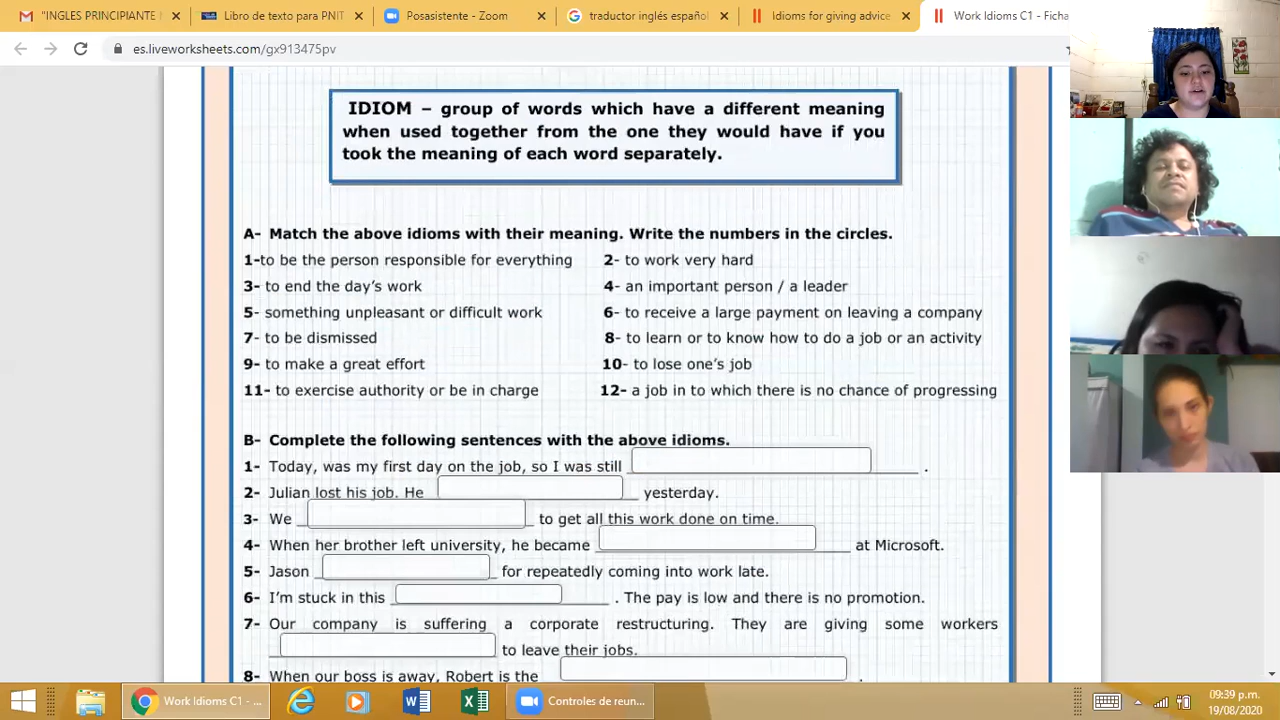 "INGLES PRINCIPIANTE
Libro de texto para PNIT
Posasistente - Zoom
traductor inglés español
Idioms for giving advice
Work Idioms C1 - Ficha
es.liveworksheets.com/gx913475pv
IDIOM – group of words which have a different meaning
when used together from the one they would have if you
took the meaning of each word separately.
A- Match the above idioms with their meaning. Write the numbers in the circles.
1-to be the person responsible for everything
2- to work very hard
3- to end the day's work
4- an important person / a leader
5- something unpleasant or difficult work
6- to receive a large payment on leaving a company
7- to be dismissed
8- to learn or to know how to do a job or an activity
9- to make a great effort
10- to lose one's job
11- to exercise authority or be in charge
12- a job in to which there is no chance of progressing
B- Complete the following sentences with the above idioms.
1- Today, was my first day on the job, so I was still .
2- Julian lost his job. He yesterday.
3- We to get all this work done on time.
4- When her brother left university, he became at Microsoft.
5- Jason for repeatedly coming into work late.
6- I'm stuck in this . The pay is low and there is no promotion.
7- Our company is suffering a corporate restructuring. They are giving some workers
to leave their jobs.
8- When our boss is away, Robert is the .
Work Idioms C1 - ...
Controles de reun...
09:39 p.m.
19/08/2020